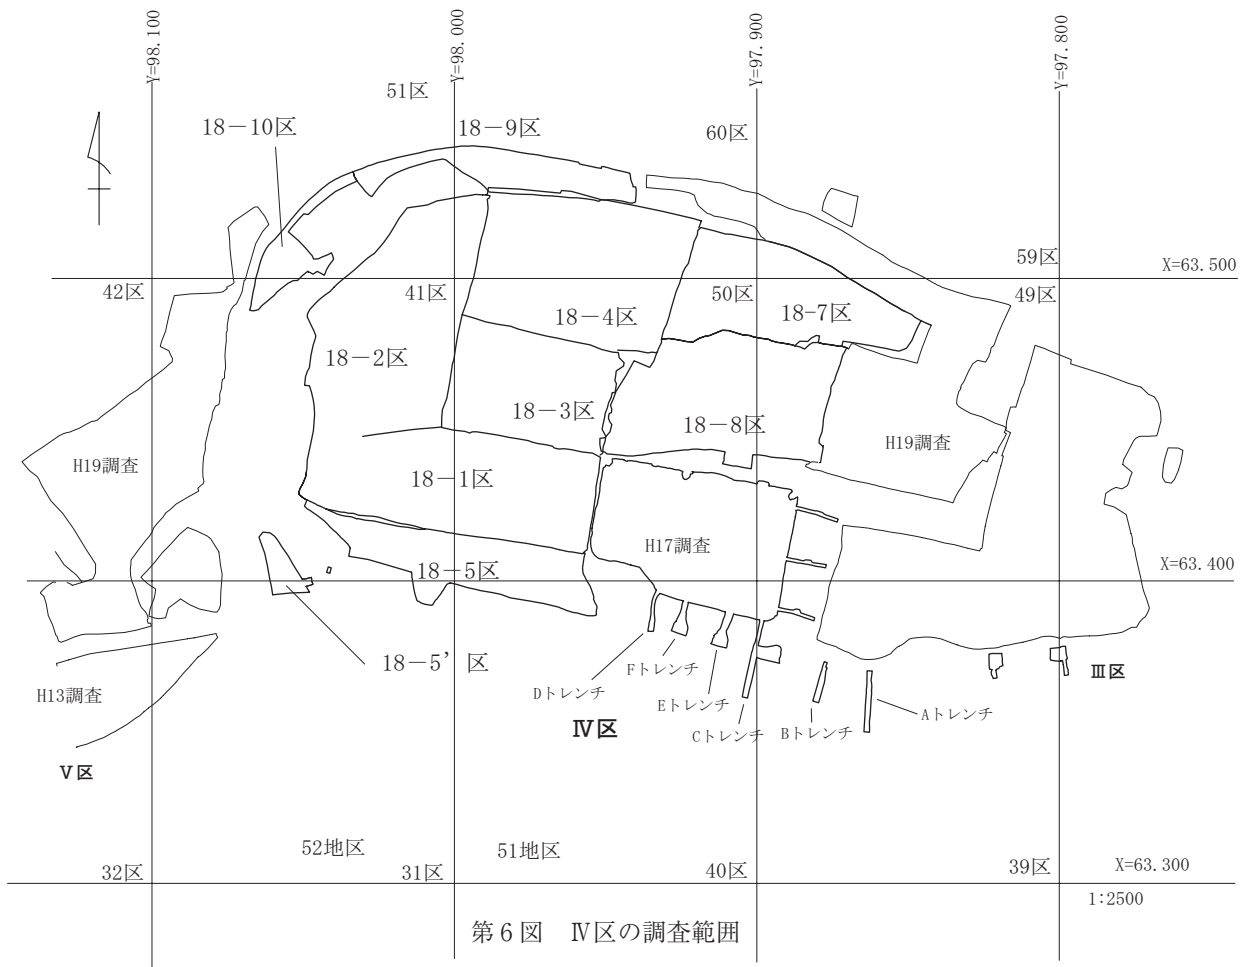 Y=98.100
Y=98.000
Y=97.900
Y=97.800
51区
18－10区
18－9区
60区
59区
X=63.500
42区
41区
50区
49区
18－4区
18-7区
18－2区
18－3区
18－8区
H19調査
H19調査
18－1区
H17調査
18－5区
X=63.400
18－5’区
Fトレンチ
Dトレンチ
Eトレンチ
Cトレンチ
Bトレンチ
Aトレンチ
Ⅲ区
H13調査
Ⅳ区
Ⅴ区
52地区
51地区
32区
31区
40区
39区
X=63.300
1:2500
第6図　Ⅳ区の調査範囲